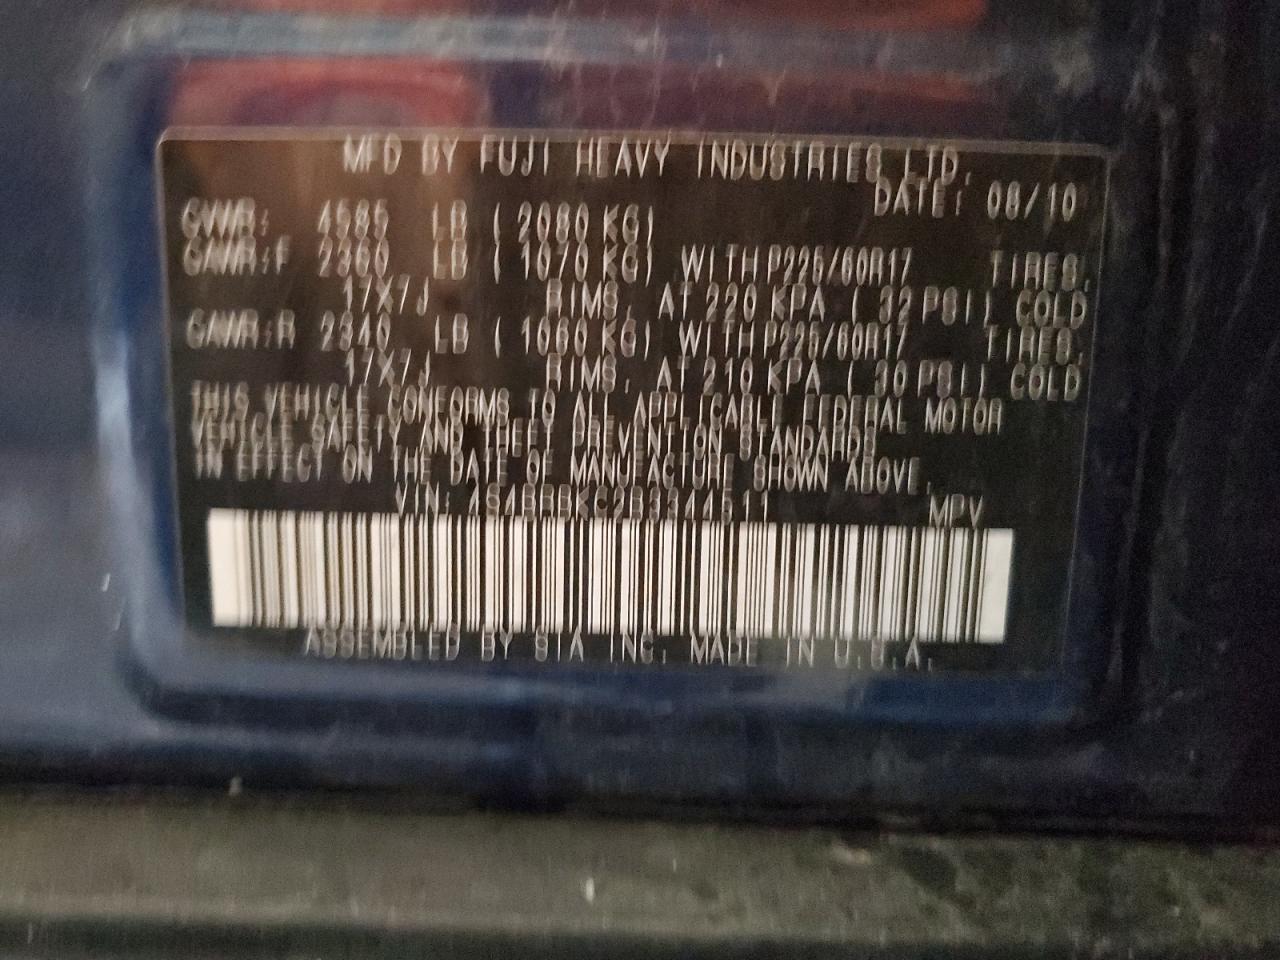 MFD BY FUJI HEAVY INDUSTRIES LTD.
DATE: 08/10
GVWR: 4585 LB ( 2080 KG)
GAWR:F 2360 LB ( 1070 KG) WITH P225/60R17 TIRES,
17X7J RIMS, AT 220 KPA ( 32 PSI) COLD
GAWR:R 2340 LB ( 1060 KG) WITH P225/60R17 TIRES,
17X7J RIMS, AT 210 KPA ( 30 PSI) COLD
THIS VEHICLE CONFORMS TO ALL APPLICABLE FEDERAL MOTOR
VEHICLE SAFETY AND THEFT PREVENTION STANDARDS
IN EFFECT ON THE DATE OF MANUFACTURE SHOWN ABOVE.
VIN: 4S4BRBKC2B3344511 MPV
ASSEMBLED BY SIA INC. MADE IN U.S.A.